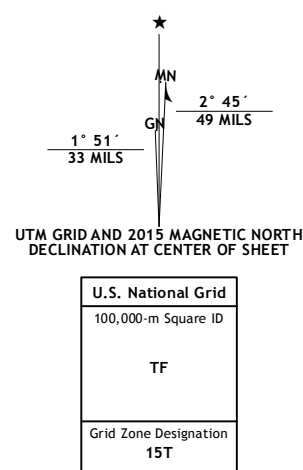 ★
MN
2° 45´
49 MILS
GN
1° 51´
33 MILS
UTM GRID AND 2015 MAGNETIC NORTH
DECLINATION AT CENTER OF SHEET
U.S. National Grid
100,000-m Square ID
TF
Grid Zone Designation
15T